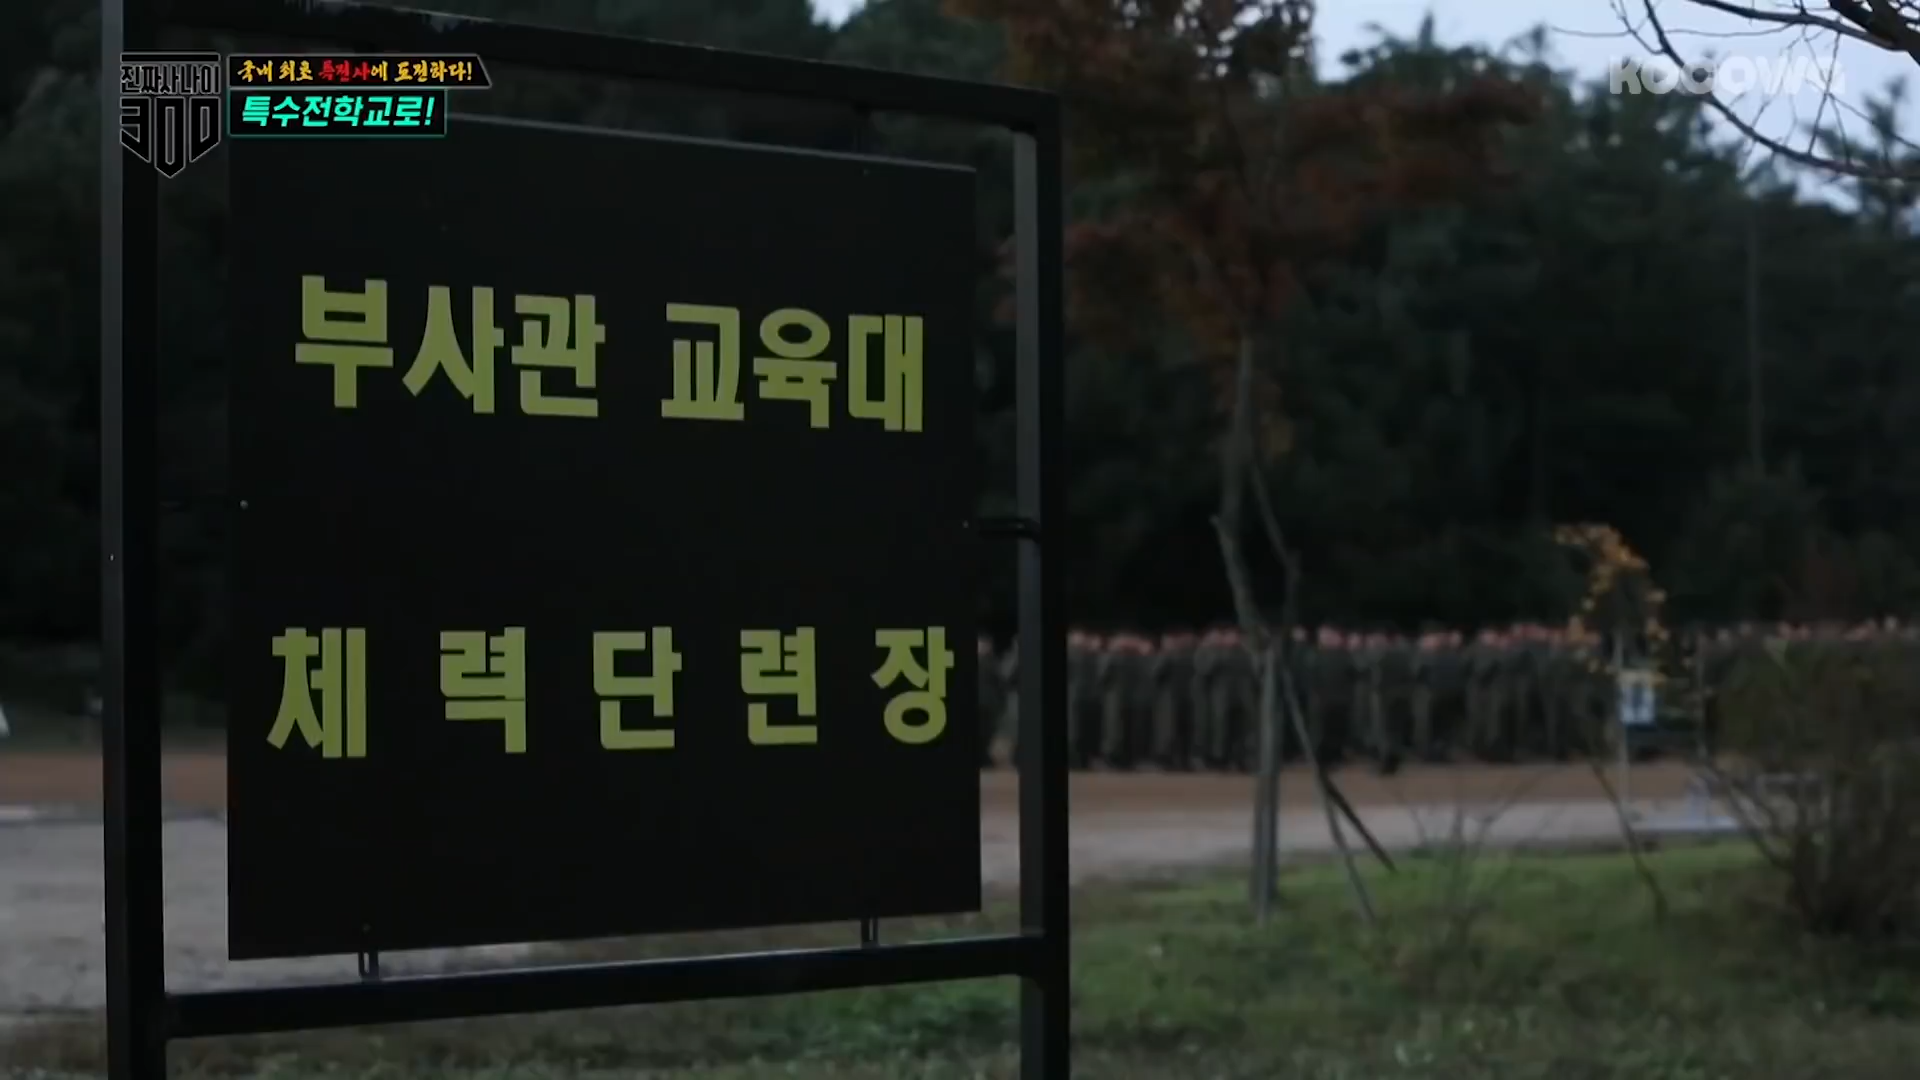 진짜사나이
300
국내 최초 특전사에 도전하다!
특수전학교로!
KOCOWA
부사관 교육대
체력단련장